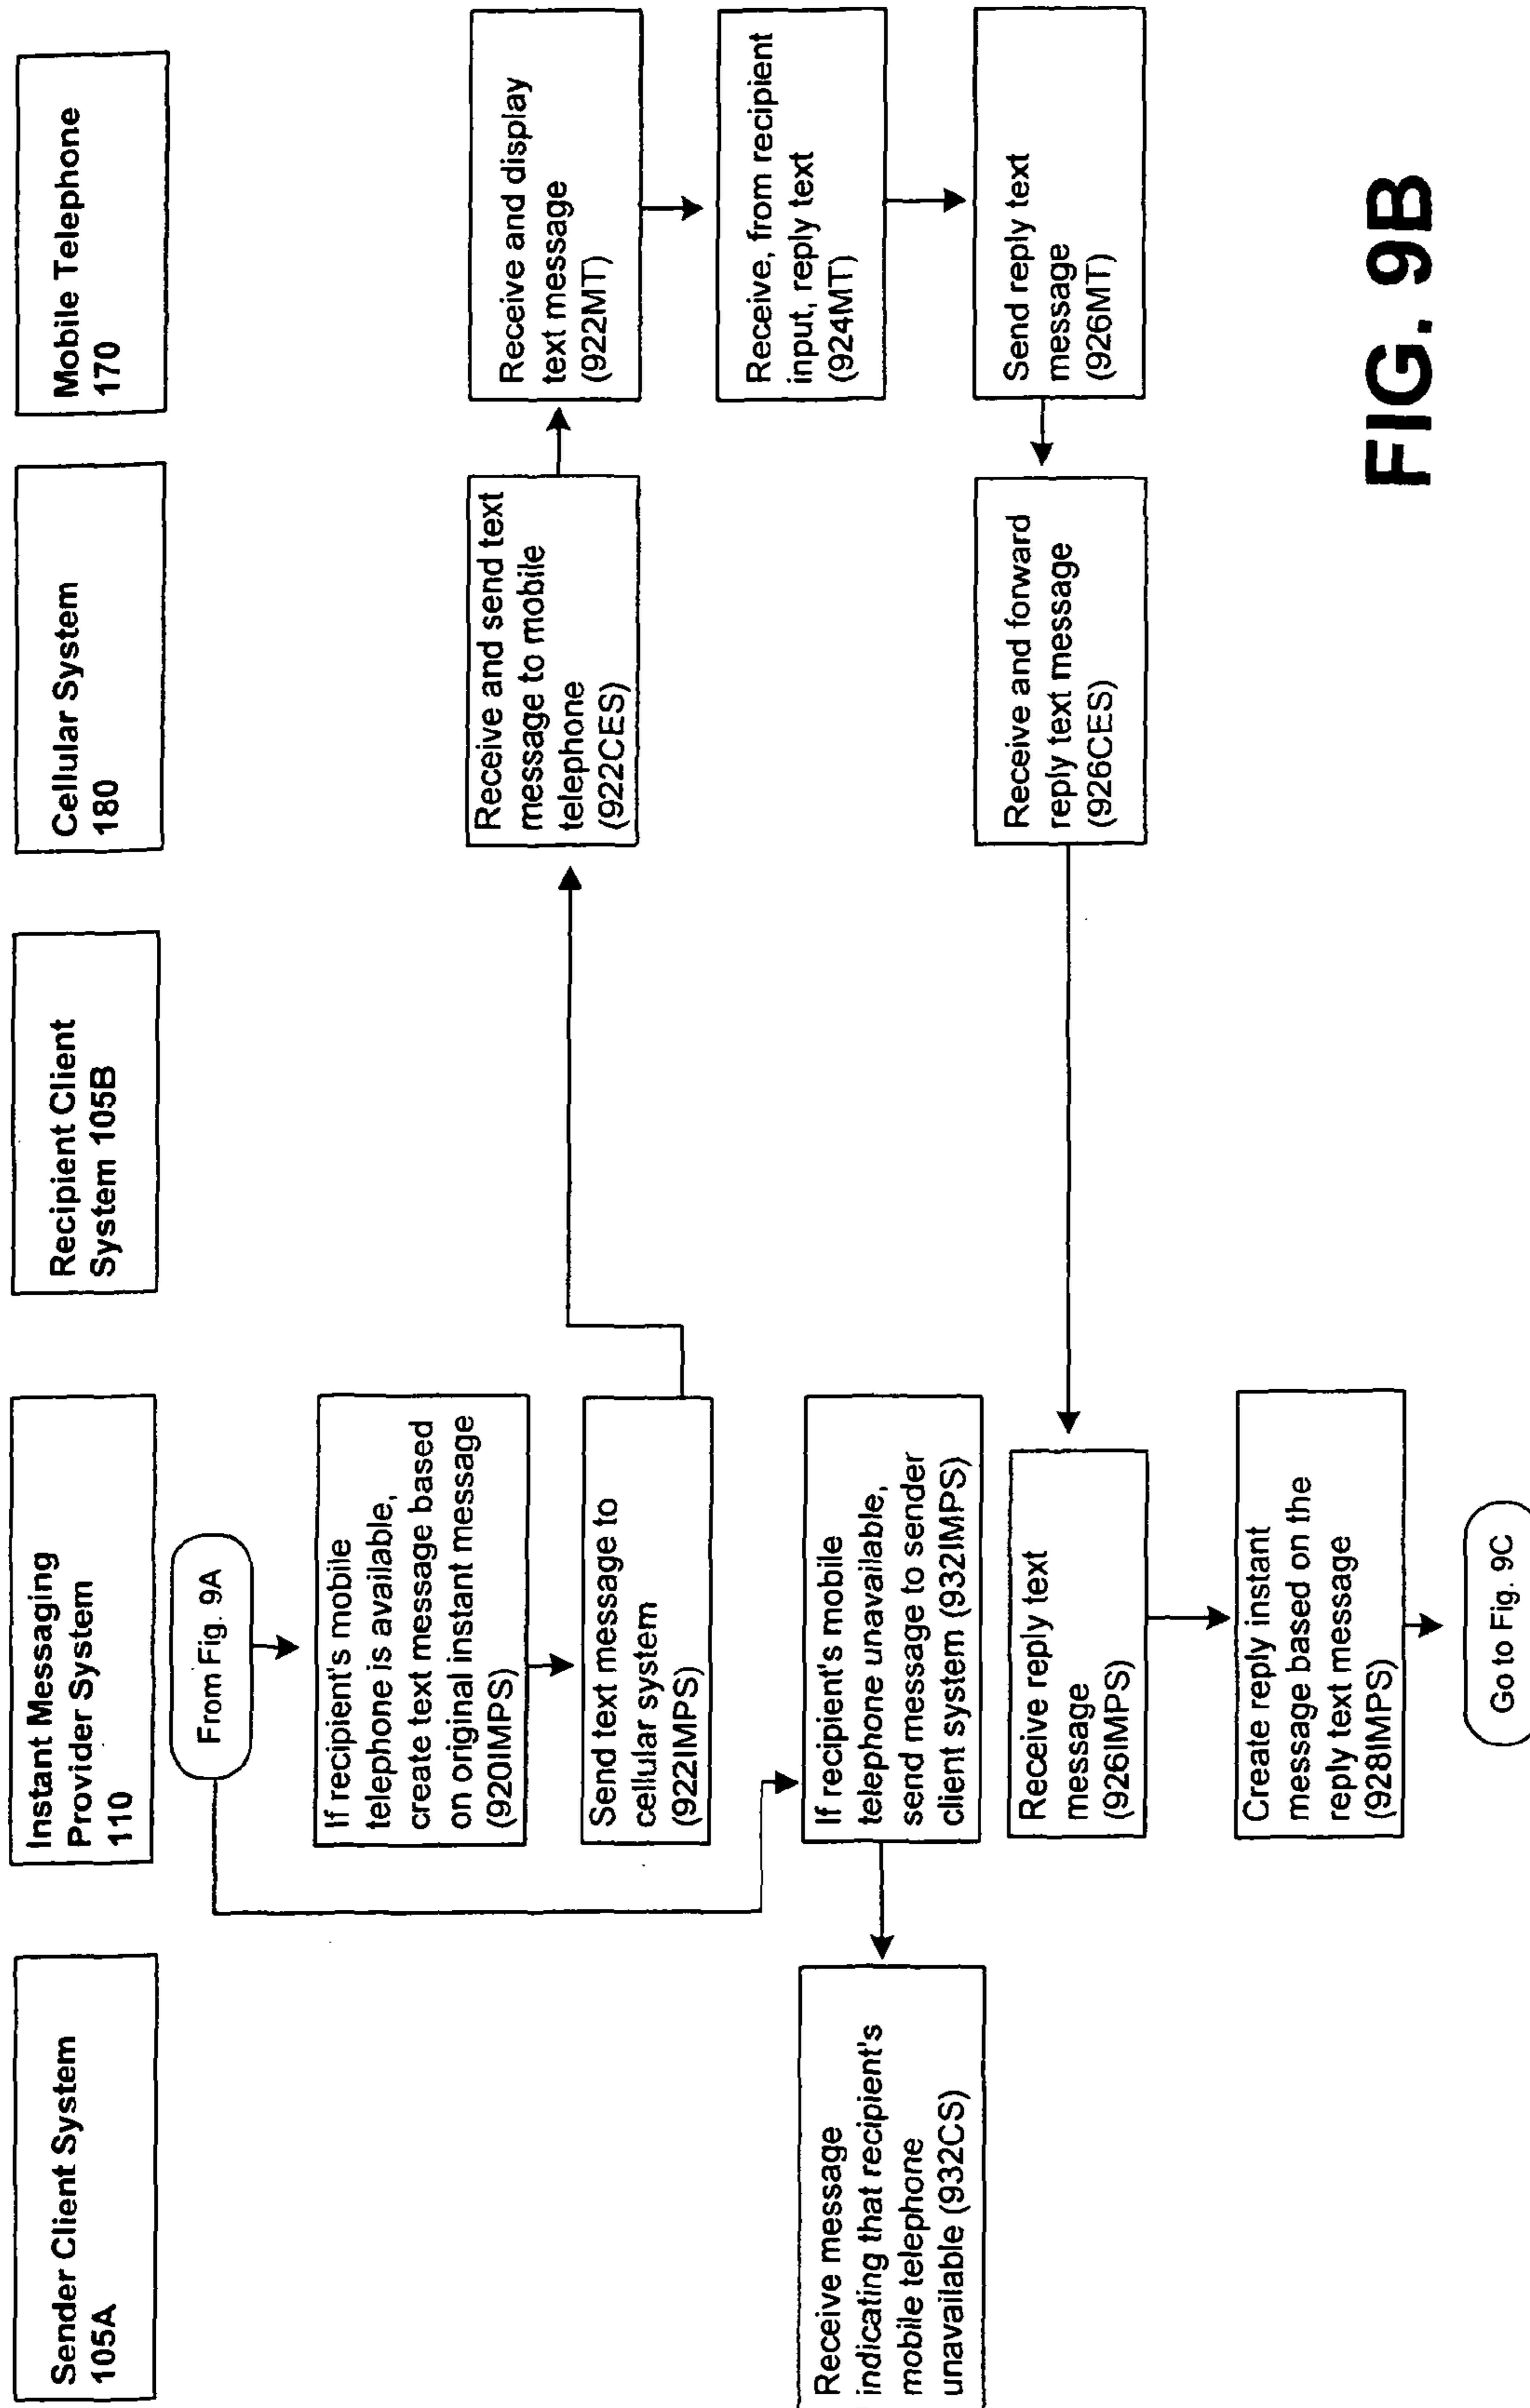 Sender Client System
105A
Instant Messaging
Provider System
110
Recipient Client
System 105B
Cellular System
180
Mobile Telephone
170
From Fig. 9A
If recipient's mobile
telephone is available,
create text message based
on original instant message
(920IMPS)
Send text message to
cellular system
(922IMPS)
Receive and send text
message to mobile
telephone
(922CES)
Receive and display
text message
(922MT)
Receive, from recipient
input, reply text
(924MT)
Send reply text
message
(926MT)
Receive and forward
reply text message
(926CES)
If recipient's mobile
telephone unavailable,
send message to sender
client system (932IMPS)
Receive message
indicating that recipient's
mobile telephone
unavailable (932CS)
Receive reply text
message
(926IMPS)
Create reply instant
message based on the
reply text message
(928IMPS)
Go to Fig. 9C
FIG. 9B